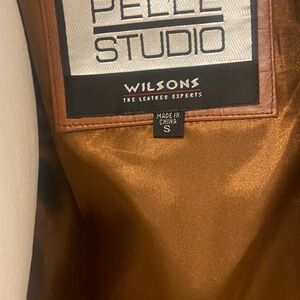 PELLE
STUDIO
WILSONS
THE LEATHER EXPERTS
MADE IN
CHINA
S